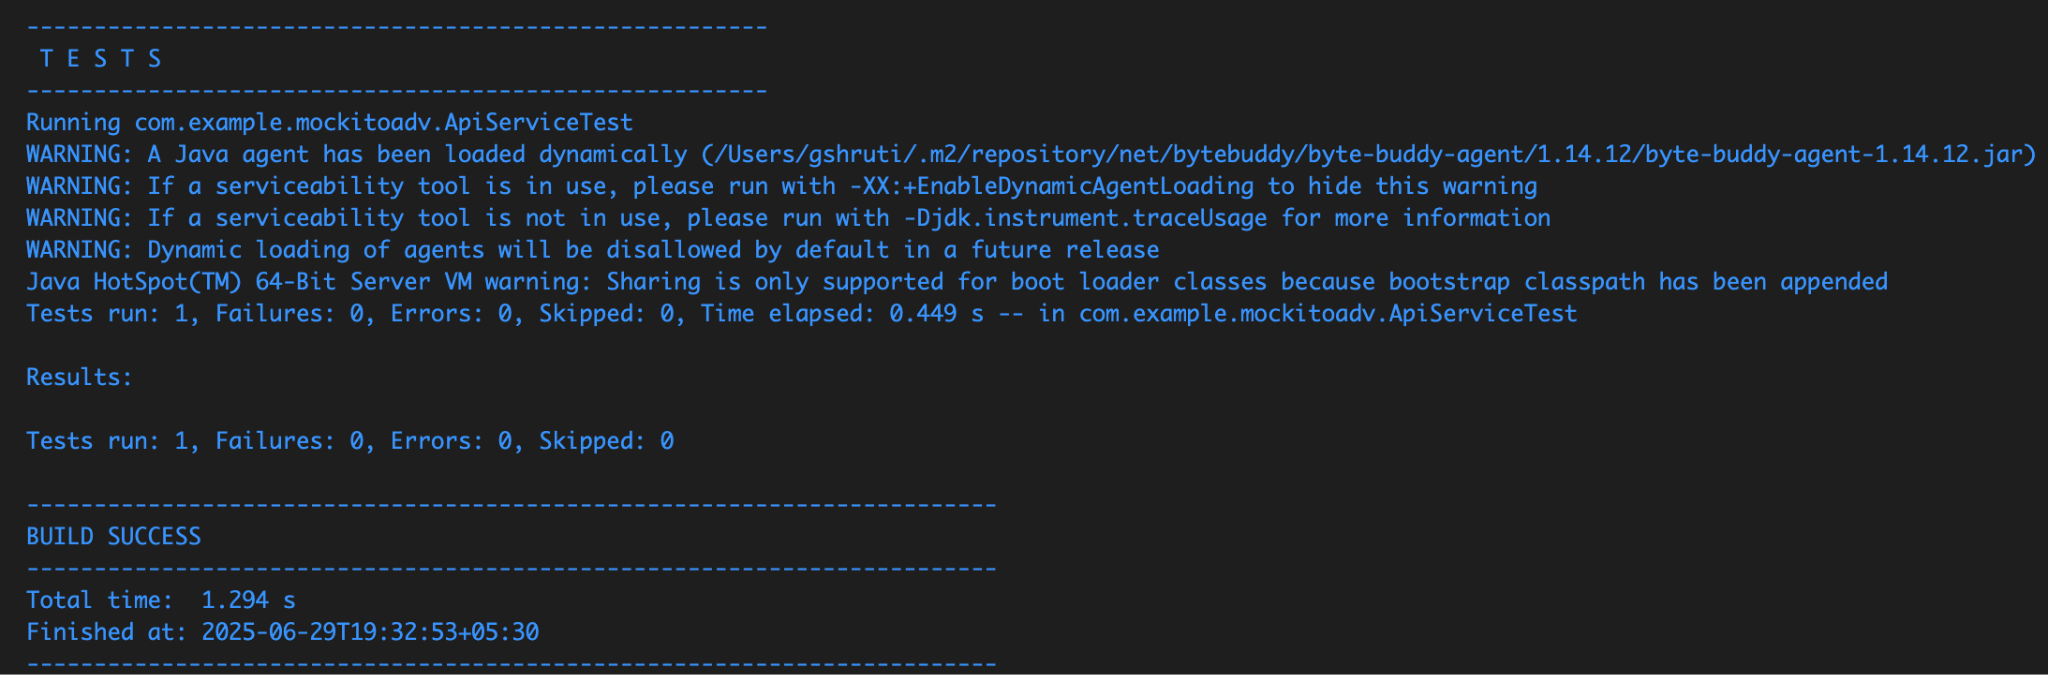 -------------------------------------------------------
 T E S T S
-------------------------------------------------------
Running com.example.mockitoadv.ApiServiceTest
WARNING: A Java agent has been loaded dynamically (/Users/gshruti/.m2/repository/net/bytebuddy/byte-buddy-agent/1.14.12/byte-buddy-agent-1.14.12.jar)
WARNING: If a serviceability tool is in use, please run with -XX:+EnableDynamicAgentLoading to hide this warning
WARNING: If a serviceability tool is not in use, please run with -Djdk.instrument.traceUsage for more information
WARNING: Dynamic loading of agents will be disallowed by default in a future release
Java HotSpot(TM) 64-Bit Server VM warning: Sharing is only supported for boot loader classes because bootstrap classpath has been appended
Tests run: 1, Failures: 0, Errors: 0, Skipped: 0, Time elapsed: 0.449 s -- in com.example.mockitoadv.ApiServiceTest

Results:

Tests run: 1, Failures: 0, Errors: 0, Skipped: 0

------------------------------------------------------------------------
BUILD SUCCESS
------------------------------------------------------------------------
Total time:  1.294 s
Finished at: 2025-06-29T19:32:53+05:30
------------------------------------------------------------------------